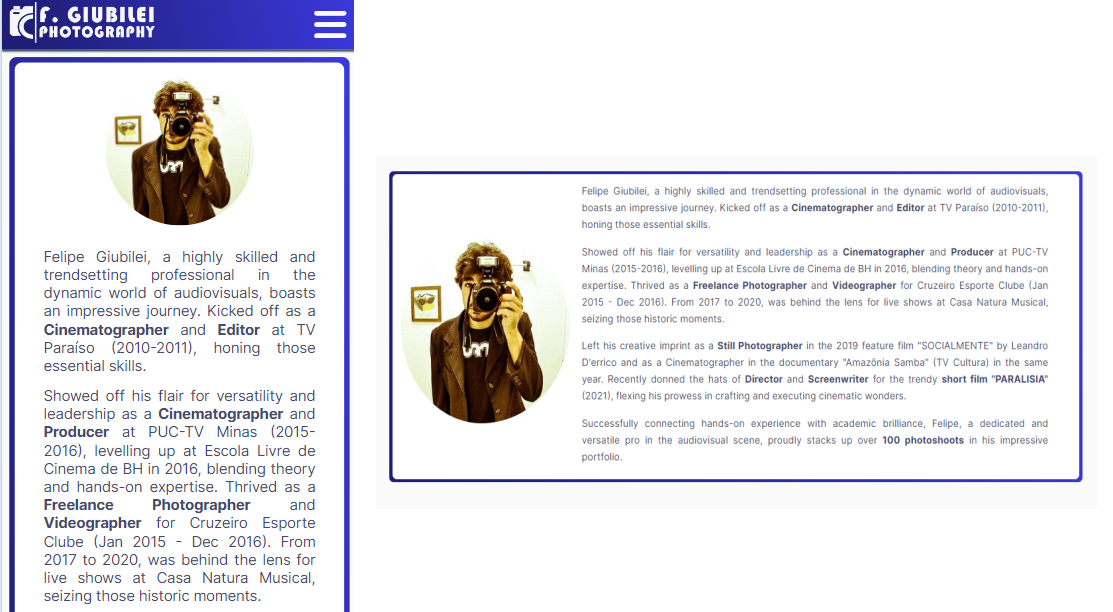 F. GIUBILEI
PHOTOGRAPHY
Felipe Giubilei, a highly skilled and
trendsetting professional in the
dynamic world of audiovisuals, boasts
an impressive journey. Kicked off as a
Cinematographer and Editor at TV
Paraíso (2010-2011), honing those
essential skills.
Showed off his flair for versatility and
leadership as a Cinematographer and
Producer at PUC-TV Minas (2015-
2016), levelling up at Escola Livre de
Cinema de BH in 2016, blending theory
and hands-on expertise. Thrived as a
Freelance Photographer and
Videographer for Cruzeiro Esporte
Clube (Jan 2015 - Dec 2016). From
2017 to 2020, was behind the lens for
live shows at Casa Natura Musical,
seizing those historic moments.
Felipe Giubilei, a highly skilled and trendsetting professional in the dynamic world of audiovisuals,
boasts an impressive journey. Kicked off as a Cinematographer and Editor at TV Paraíso (2010-2011),
honing those essential skills.
Showed off his flair for versatility and leadership as a Cinematographer and Producer at PUC-TV
Minas (2015-2016), levelling up at Escola Livre de Cinema de BH in 2016, blending theory and hands-on
expertise. Thrived as a Freelance Photographer and Videographer for Cruzeiro Esporte Clube (Jan
2015 - Dec 2016). From 2017 to 2020, was behind the lens for live shows at Casa Natura Musical,
seizing those historic moments.
Left his creative imprint as a Still Photographer in the 2019 feature film "SOCIALMENTE" by Leandro
D'errico and as a Cinematographer in the documentary "Amazônia Samba" (TV Cultura) in the same
year. Recently donned the hats of Director and Screenwriter for the trendy short film "PARALISIA"
(2021), flexing his prowess in crafting and executing cinematic wonders.
Successfully connecting hands-on experience with academic brilliance, Felipe, a dedicated and
versatile pro in the audiovisual scene, proudly stacks up over 100 photoshoots in his impressive
portfolio.